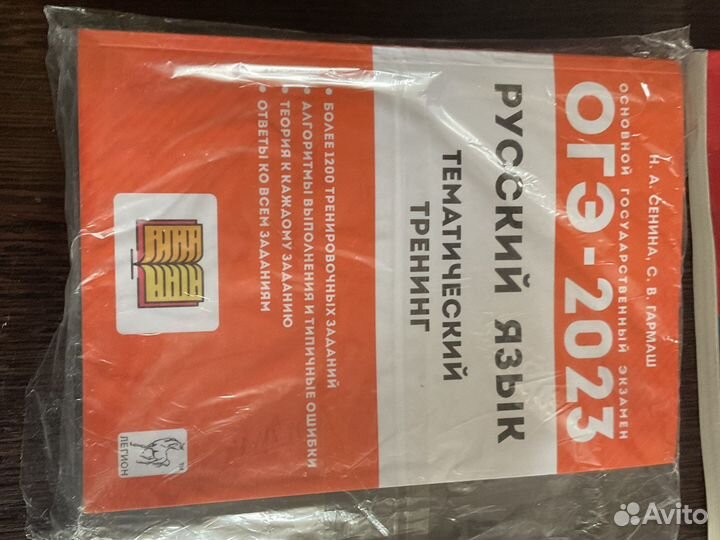 Н. А. СЕНИНА, С. В. ГАРМАШ
ОСНОВНОЙ ГОСУДАРСТВЕННЫЙ ЭКЗАМЕН
ОГЭ-2023
РУССКИЙ ЯЗЫК
ТЕМАТИЧЕСКИЙ
ТРЕНИНГ
• БОЛЕЕ 1200 ТРЕНИРОВОЧНЫХ ЗАДАНИЙ
• АЛГОРИТМЫ ВЫПОЛНЕНИЯ И ТИПИЧНЫЕ ОШИБКИ
• ТЕОРИЯ К КАЖДОМУ ЗАДАНИЮ
• ОТВЕТЫ КО ВСЕМ ЗАДАНИЯМ
ЛЕГИОН
Avito